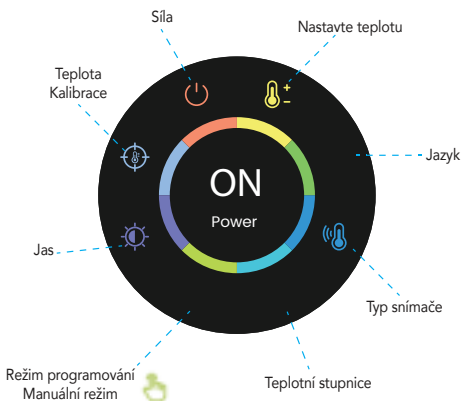 Síla
Nastavte teplotu
Teplota
Kalibrace
Jazyk
ON
Power
Jas
Typ snímače
Režim programování
Manuální režim
Teplotní stupnice